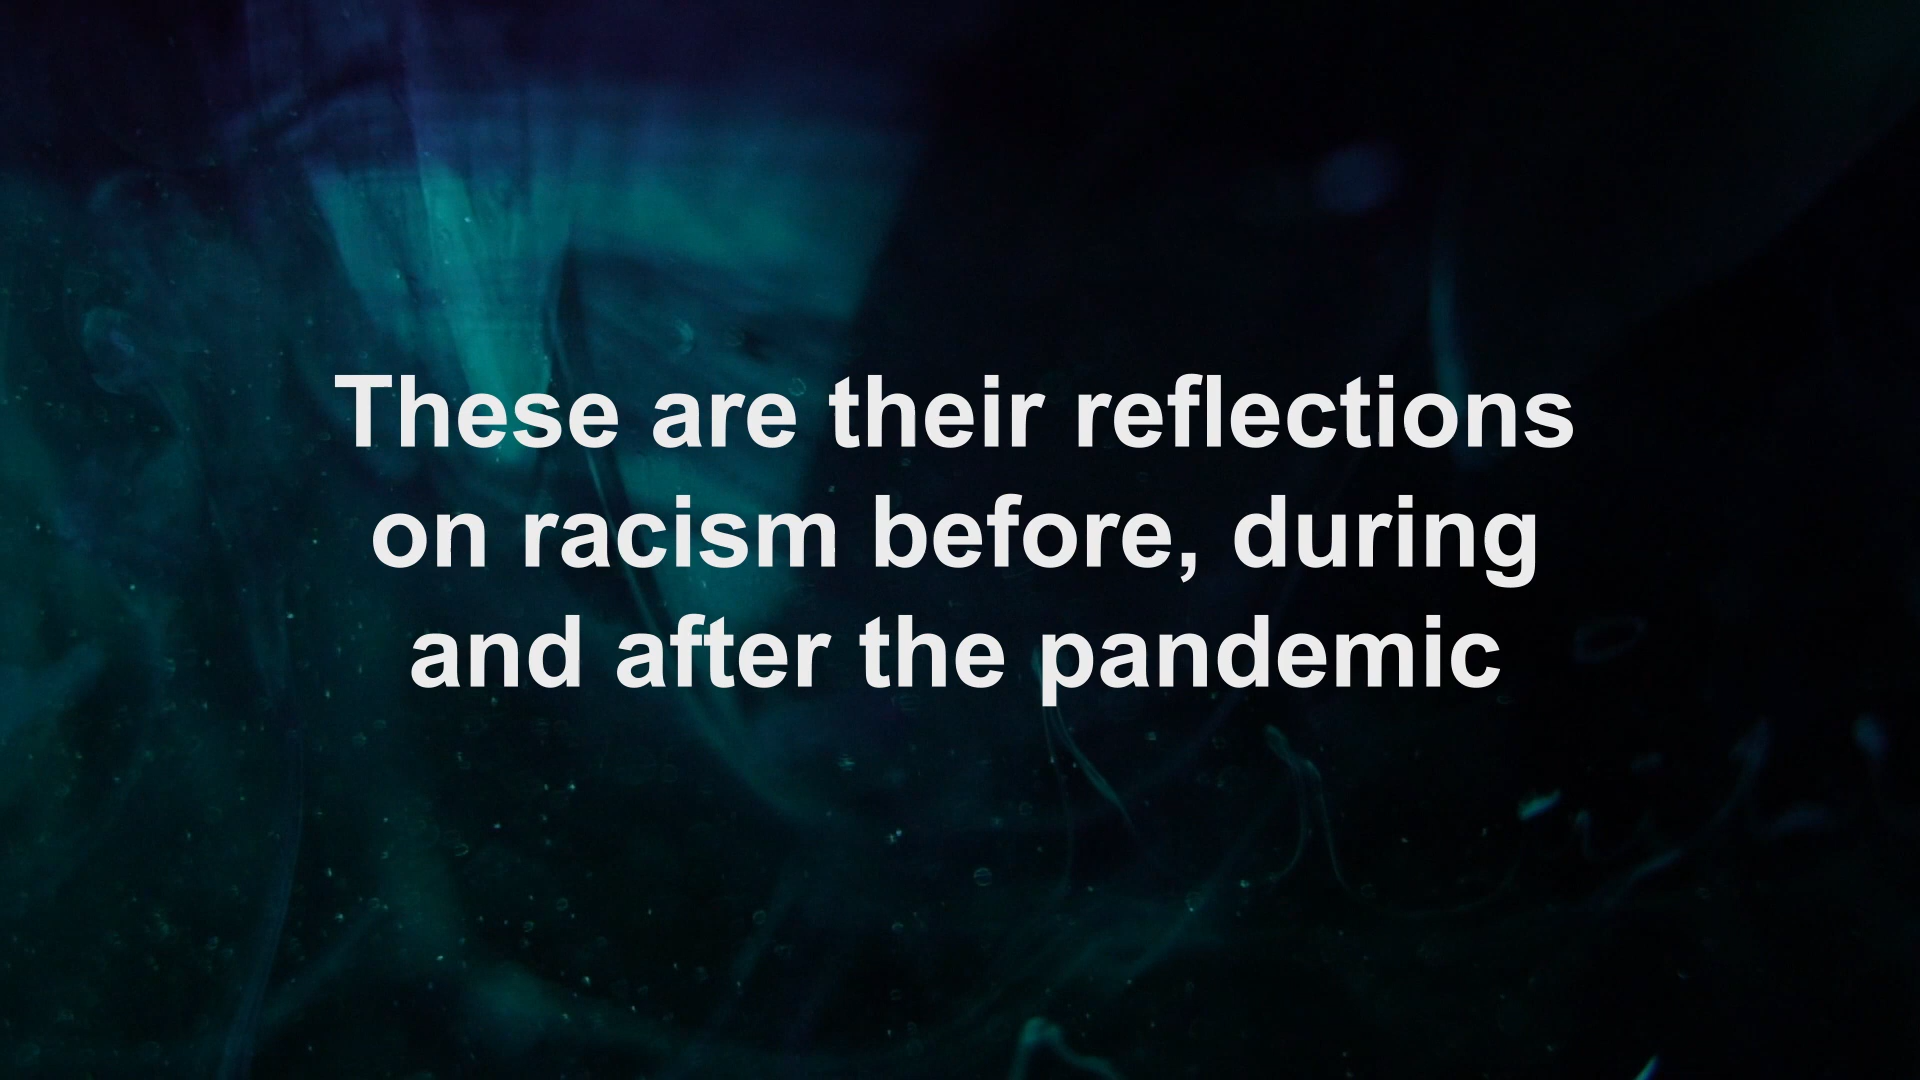 These are their reflections
on racism before, during
and after the pandemic